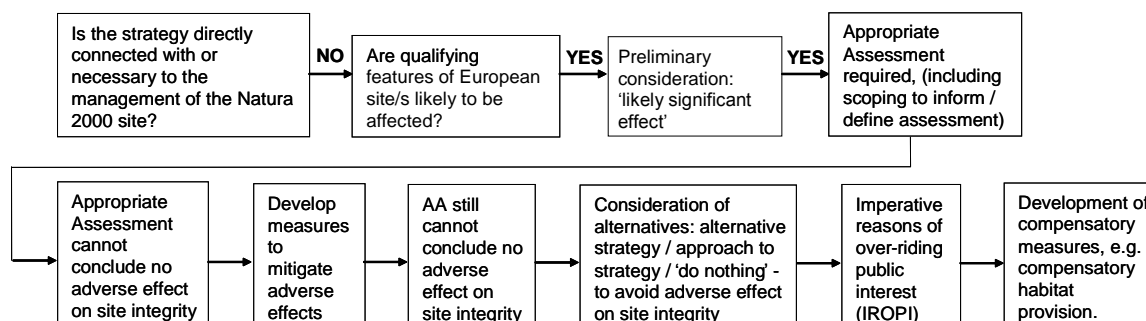 Is the strategy directly
connected with or
necessary to the
management of the Natura
2000 site?
NO
Are qualifying
features of European
site/s likely to be
affected?
YES
Preliminary
consideration:
‘likely significant
effect’
YES
Appropriate
Assessment
required, (including
scoping to inform /
define assessment)
Appropriate
Assessment
cannot
conclude no
adverse effect
on site integrity
Develop
measures
to
mitigate
adverse
effects
AA still
cannot
conclude no
adverse
effect on
site integrity
Consideration of
alternatives: alternative
strategy / approach to
strategy / ‘do nothing’ -
to avoid adverse effect
on site integrity
Imperative
reasons of
over-riding
public
interest
(IROPI)
Development of
compensatory
measures, e.g.
compensatory
habitat
provision.